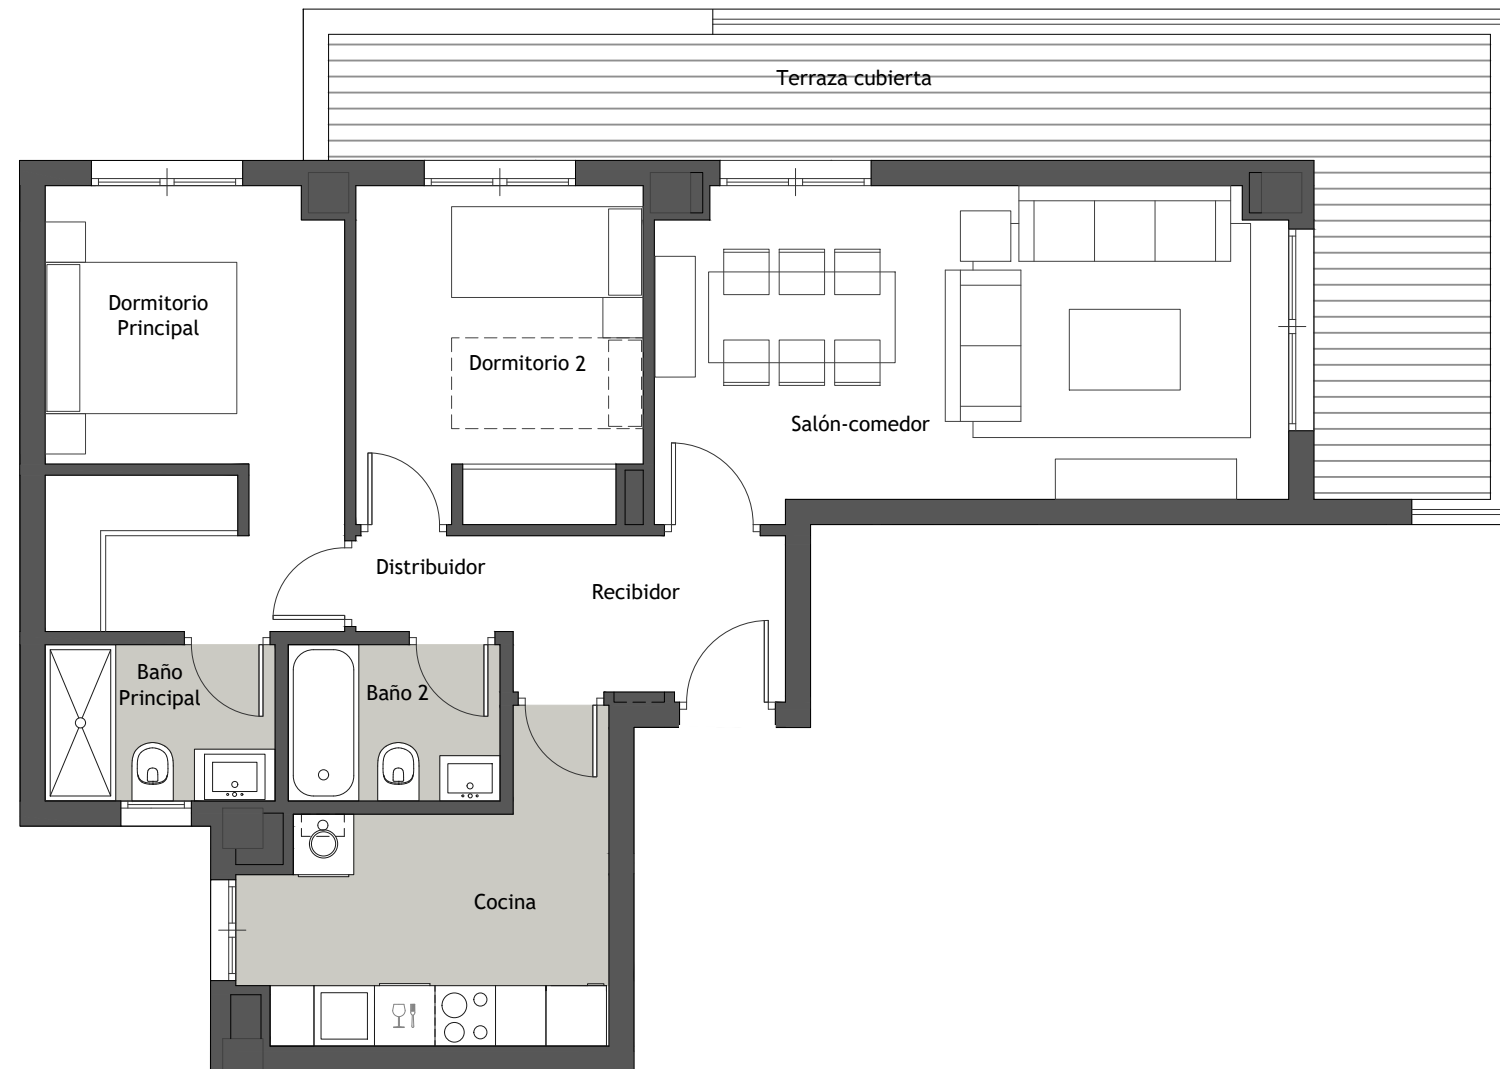 Terraza cubierta
Dormitorio
Principal
Dormitorio 2
Salón-comedor
Distribuidor
Recibidor
Baño
Principal
Baño 2
Cocina